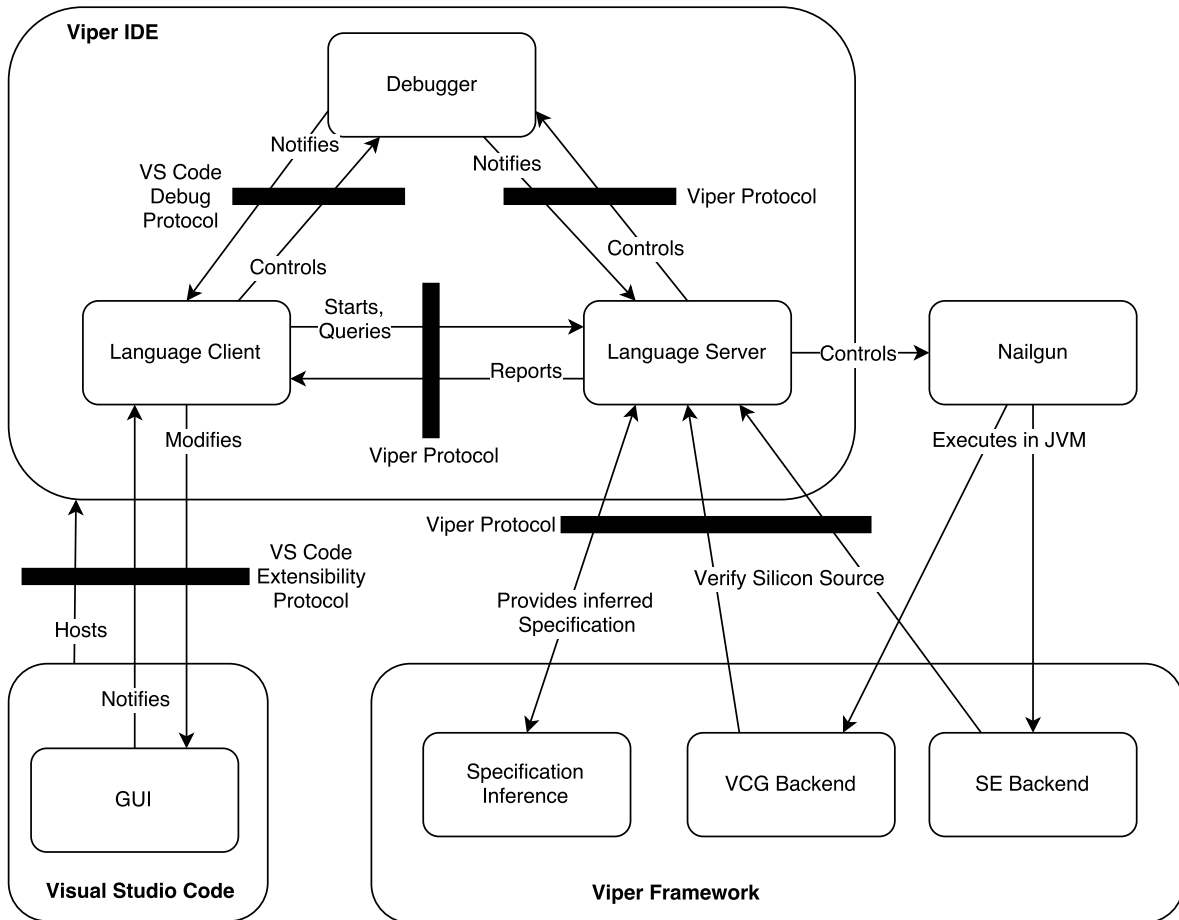 Viper IDE
Debugger
Notifies
Notifies
VS Code
Debug
Protocol
Viper Protocol
Controls
Controls
Starts,
Queries
Language Client
Language Server
Controls
Nailgun
Reports
Modifies
Viper Protocol
Executes in JVM
Viper Protocol
VS Code
Extensibility
Protocol
Verify Silicon Source
Provides inferred
Specification
Hosts
Notifies
GUI
Specification
Inference
VCG Backend
SE Backend
Visual Studio Code
Viper Framework